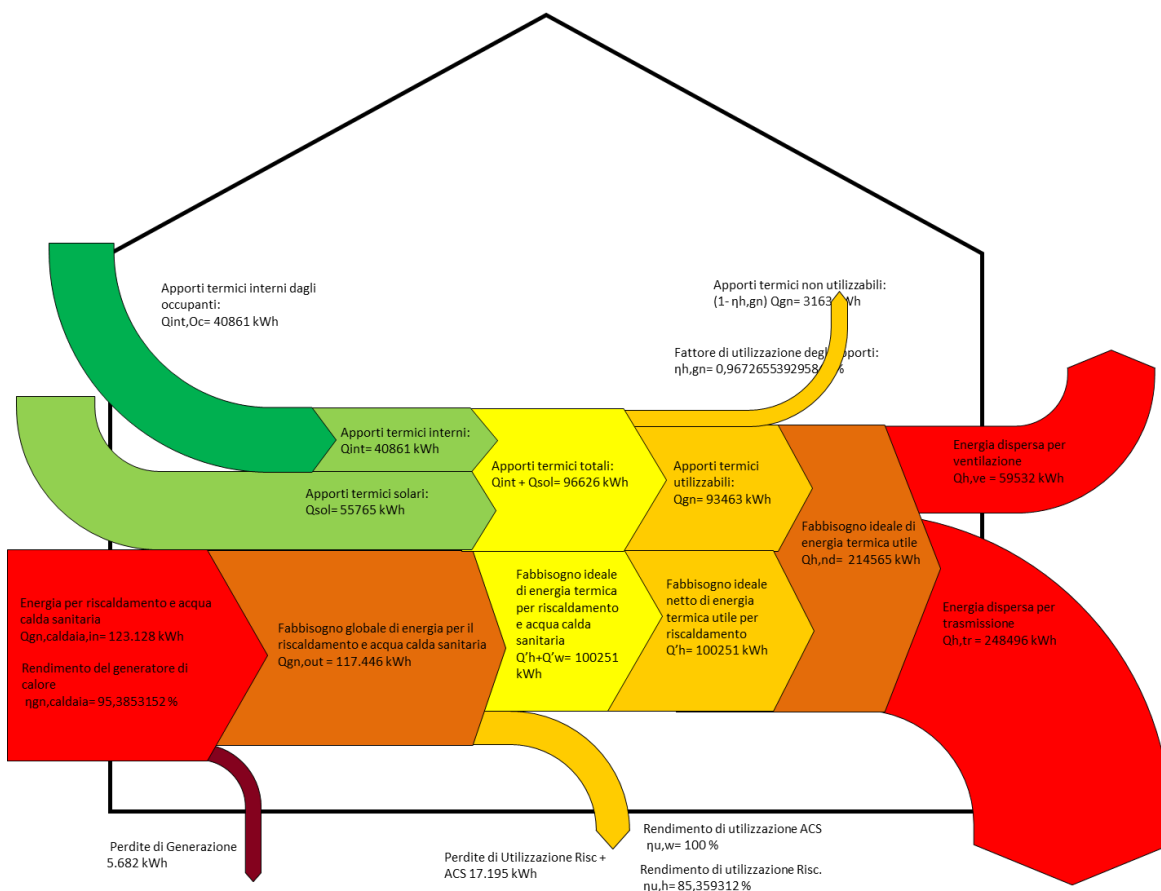 Apporti termici interni dagli
occupanti:
Qint,Oc= 40861 kWh
Apporti termici non utilizzabili:
(1- ηh,gn) Qgn= 3163 Wh
Fattore di utilizzazione degli apporti:
ηh,gn= 0,9672655392958 %
Apporti termici interni:
Qint= 40861 kWh
Apporti termici solari:
Qsol= 55765 kWh
Apporti termici totali:
Qint + Qsol= 96626 kWh
Apporti termici
utilizzabili:
Qgn= 93463 kWh
Energia dispersa per
ventilazione
Qh,ve = 59532 kWh
Fabbisogno ideale di
energia termica utile
Qh,nd= 214565 kWh
Energia per riscaldamento e acqua
calda sanitaria
Qgn,caldaia,in= 123.128 kWh
Rendimento del generatore di
calore
ηgn,caldaia= 95,3853152 %
Fabbisogno globale di energia per il
riscaldamento e acqua calda sanitaria
Qgn,out = 117.446 kWh
Fabbisogno ideale
di energia termica
per riscaldamento
e acqua calda
sanitaria
Q'h+Q'w= 100251
kWh
Fabbisogno ideale
netto di energia
termica utile per
riscaldamento
Q'h= 100251 kWh
Energia dispersa per
trasmissione
Qh,tr = 248496 kWh
Perdite di Generazione
5.682 kWh
Perdite di Utilizzazione Risc +
ACS 17.195 kWh
Rendimento di utilizzazione ACS
ηu,w= 100 %
Rendimento di utilizzazione Risc.
ηu,h= 85,359312 %